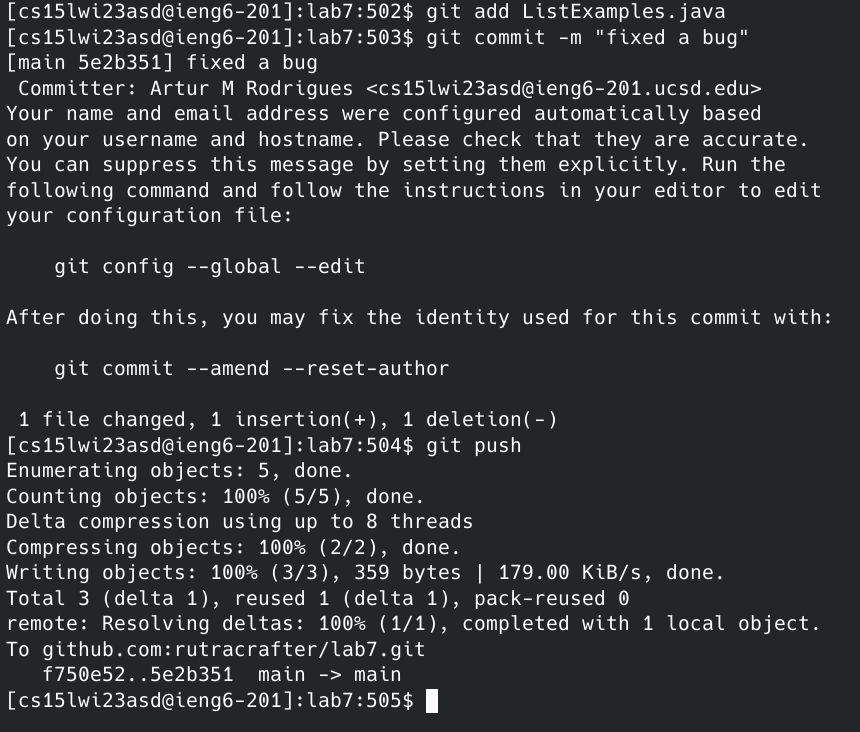 [cs15lwi23asd@ieng6-201]:lab7:502$ git add ListExamples.java
[cs15lwi23asd@ieng6-201]:lab7:503$ git commit -m "fixed a bug"
[main 5e2b351] fixed a bug
 Committer: Artur M Rodrigues <cs15lwi23asd@ieng6-201.ucsd.edu>
Your name and email address were configured automatically based
on your username and hostname. Please check that they are accurate.
You can suppress this message by setting them explicitly. Run the
following command and follow the instructions in your editor to edit
your configuration file:

    git config --global --edit

After doing this, you may fix the identity used for this commit with:

    git commit --amend --reset-author

 1 file changed, 1 insertion(+), 1 deletion(-)
[cs15lwi23asd@ieng6-201]:lab7:504$ git push
Enumerating objects: 5, done.
Counting objects: 100% (5/5), done.
Delta compression using up to 8 threads
Compressing objects: 100% (2/2), done.
Writing objects: 100% (3/3), 359 bytes | 179.00 KiB/s, done.
Total 3 (delta 1), reused 1 (delta 1), pack-reused 0
remote: Resolving deltas: 100% (1/1), completed with 1 local object.
To github.com:rutracrafter/lab7.git
   f750e52..5e2b351  main -> main
[cs15lwi23asd@ieng6-201]:lab7:505$